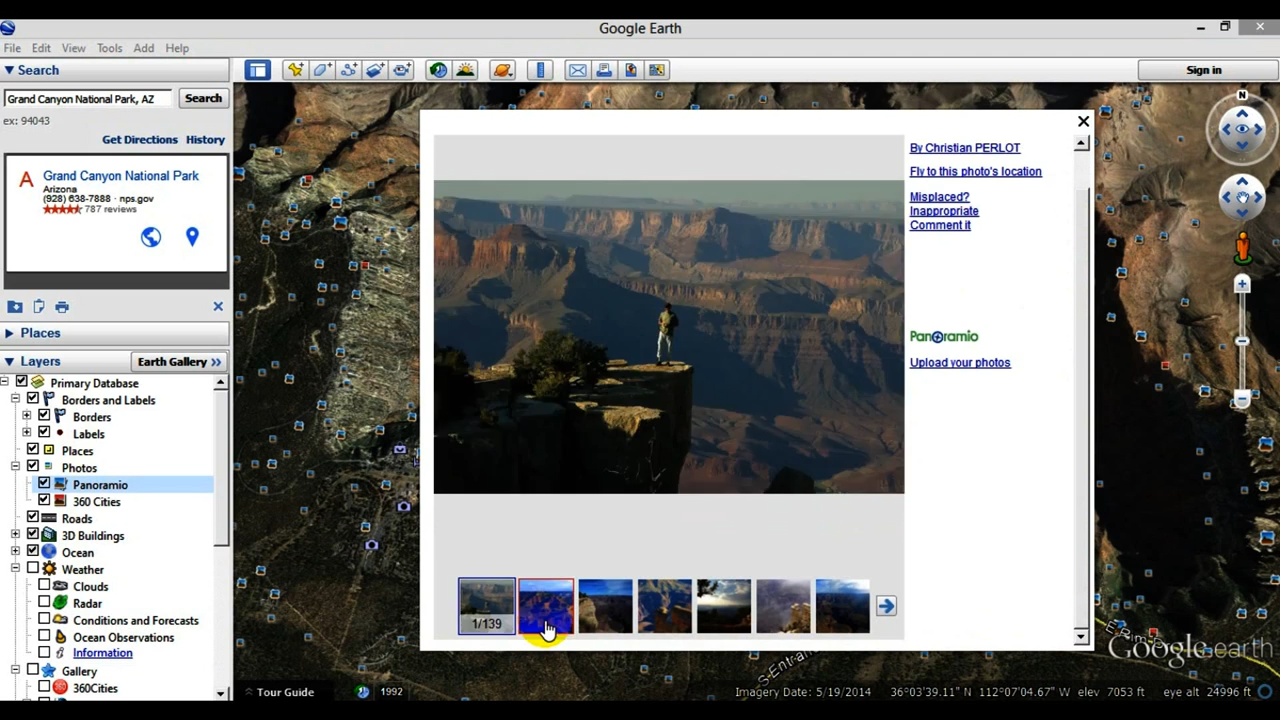 Google Earth
File Edit View Tools Add Help
Search
Sign in
Grand Canyon National Park, AZ
Search
ex: 94043
Get Directions History
A
Grand Canyon National Park
Arizona
(928) 638-7888 · nps.gov
787 reviews
Places
Layers
Earth Gallery >>
Primary Database
Borders and Labels
Borders
Labels
Places
Photos
Panoramio
360 Cities
Roads
3D Buildings
Ocean
Weather
Clouds
Radar
Conditions and Forecasts
Ocean Observations
Information
Gallery
360Cities
By Christian PERLOT
Fly to this photo's location
Misplaced?
Inappropriate
Comment it
Panoramio
Upload your photos
1/139
N
E Rim D
S-Entran
Google earth
Tour Guide
1992
Imagery Date: 5/19/2014 36°03'39.11" N 112°07'04.67" W elev 7053 ft eye alt 24996 ft